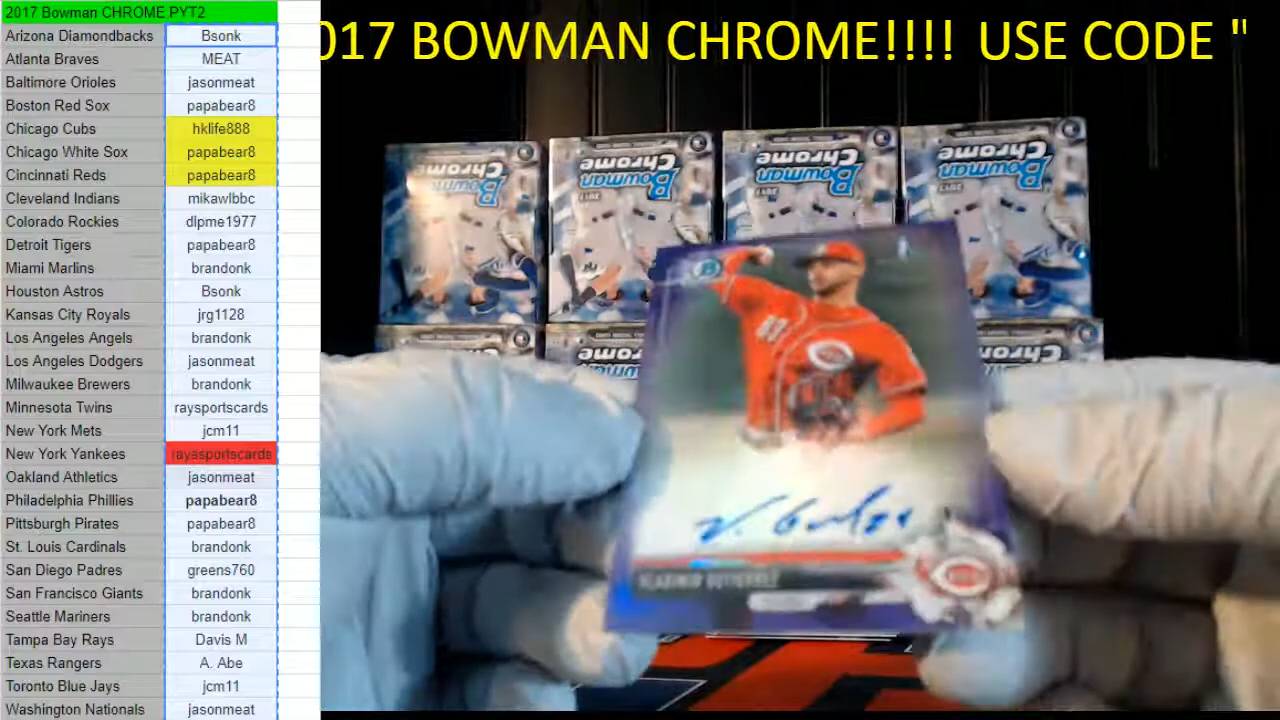 2017 Bowman CHROME PYT2
Arizona Diamondbacks Bsonk
Atlanta Braves MEAT
Baltimore Orioles jasonmeat
Boston Red Sox papabear8
Chicago Cubs hklife888
Chicago White Sox papabear8
Cincinnati Reds papabear8
Cleveland Indians mikawlbbc
Colorado Rockies dlpme1977
Detroit Tigers papabear8
Miami Marlins brandonk
Houston Astros Bsonk
Kansas City Royals jrg1128
Los Angeles Angels brandonk
Los Angeles Dodgers jasonmeat
Milwaukee Brewers brandonk
Minnesota Twins raysportscards
New York Mets jcm11
New York Yankees rayasportscards
Oakland Athletics jasonmeat
Philadelphia Phillies papabear8
Pittsburgh Pirates papabear8
St. Louis Cardinals brandonk
San Diego Padres greens760
San Francisco Giants brandonk
Seattle Mariners brandonk
Tampa Bay Rays Davis M
Texas Rangers A. Abe
Toronto Blue Jays jcm11
Washington Nationals jasonmeat
017 BOWMAN CHROME!!!! USE CODE "
Bowman Chrome
Bowman Chrome
Bowman Chrome
Bowman Chrome
VLADIMIR GUTIERREZ